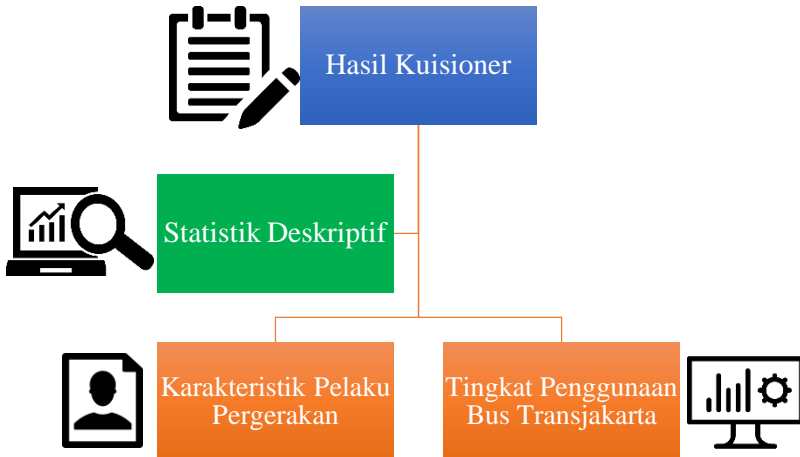 Hasil Kuisioner
Statistik Deskriptif
Karakteristik Pelaku
Pergerakan
Tingkat Penggunaan
Bus Transjakarta